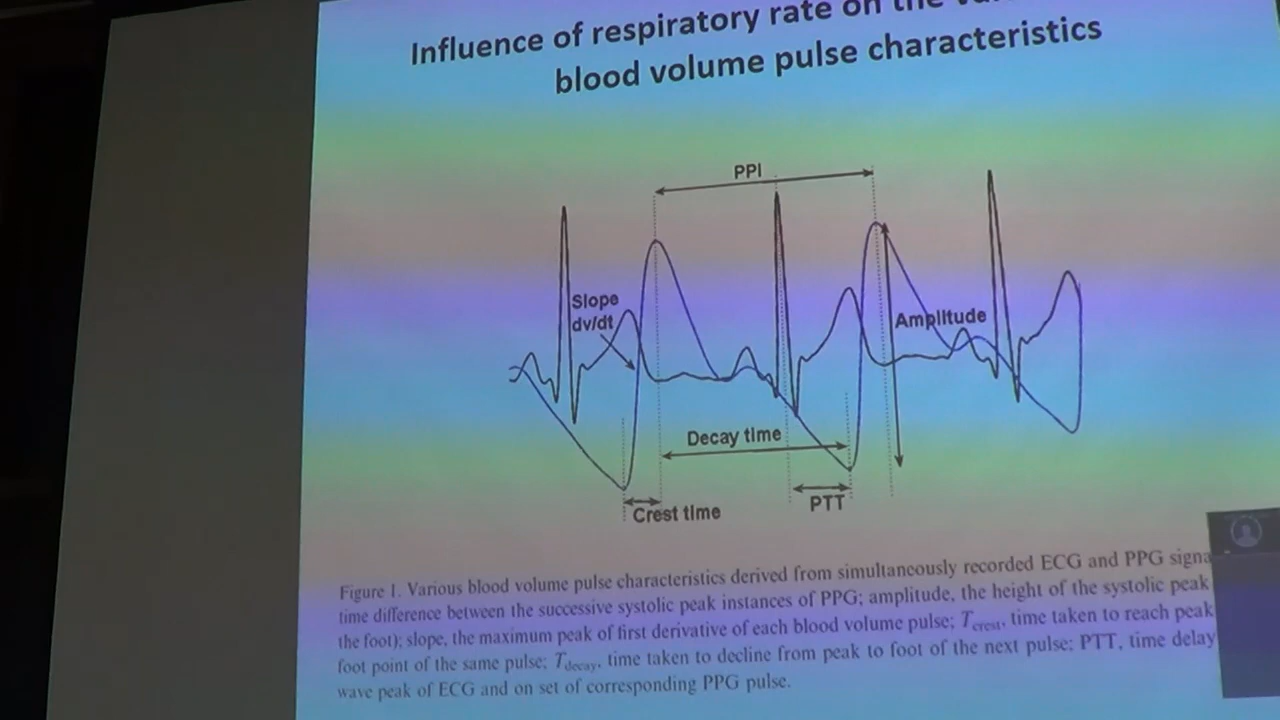 Influence of respiratory rate on the
blood volume pulse characteristics
PPI
Slope
dv/dt
Amplitude
Decay time
PTT
Crest time
Figure 1. Various blood volume pulse characteristics derived from simultaneously recorded ECG and PPG signa
time difference between the successive systolic peak instances of PPG; amplitude, the height of the systolic peak
the foot); slope, the maximum peak of first derivative of each blood volume pulse; Tcrest, time taken to reach peak
foot point of the same pulse; Tdecay, time taken to decline from peak to foot of the next pulse; PTT, time delay
wave peak of ECG and on set of corresponding PPG pulse.